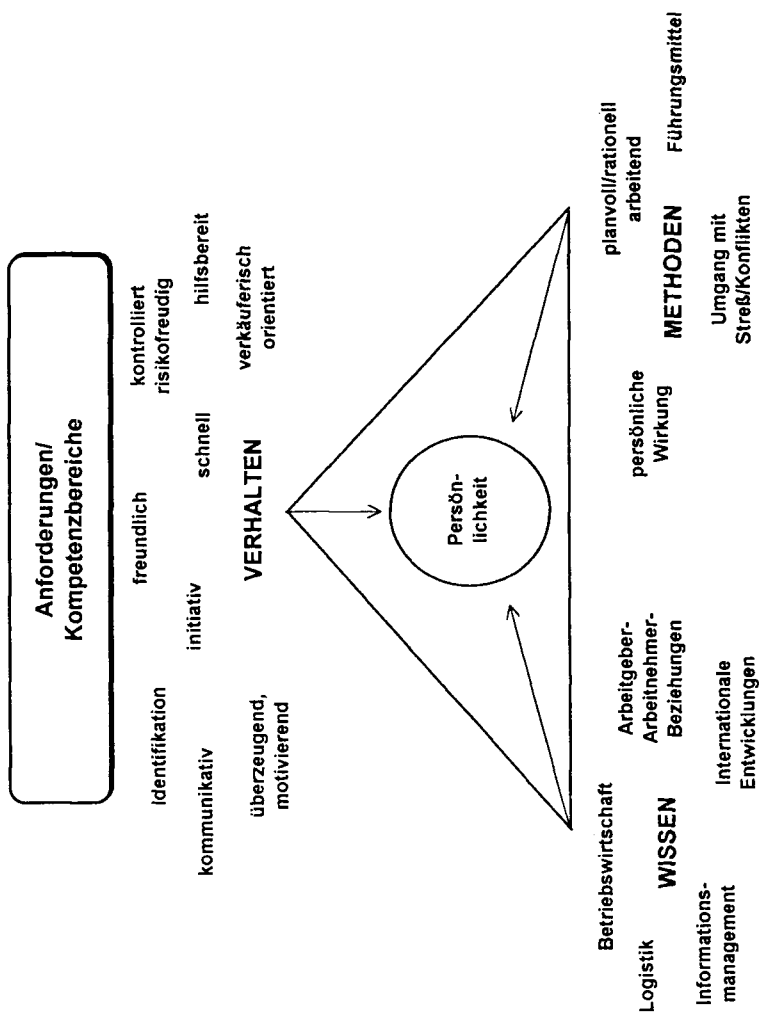 Anforderungen/
Kompetenzbereiche
Identifikation
freundlich
kontrolliert
risikofreudig
kommunikativ
initiativ
schnell
hilfsbereit
überzeugend,
motivierend
VERHALTEN
verkäuferisch
orientiert
Persön-
lichkeit
Betriebswirtschaft
Logistik
WISSEN
Informations-
management
Arbeitgeber-
Arbeitnehmer-
Beziehungen
Internationale
Entwicklungen
persönliche
Wirkung
planvoll/rationell
arbeitend
METHODEN
Führungsmittel
Umgang mit
Streß/Konflikten